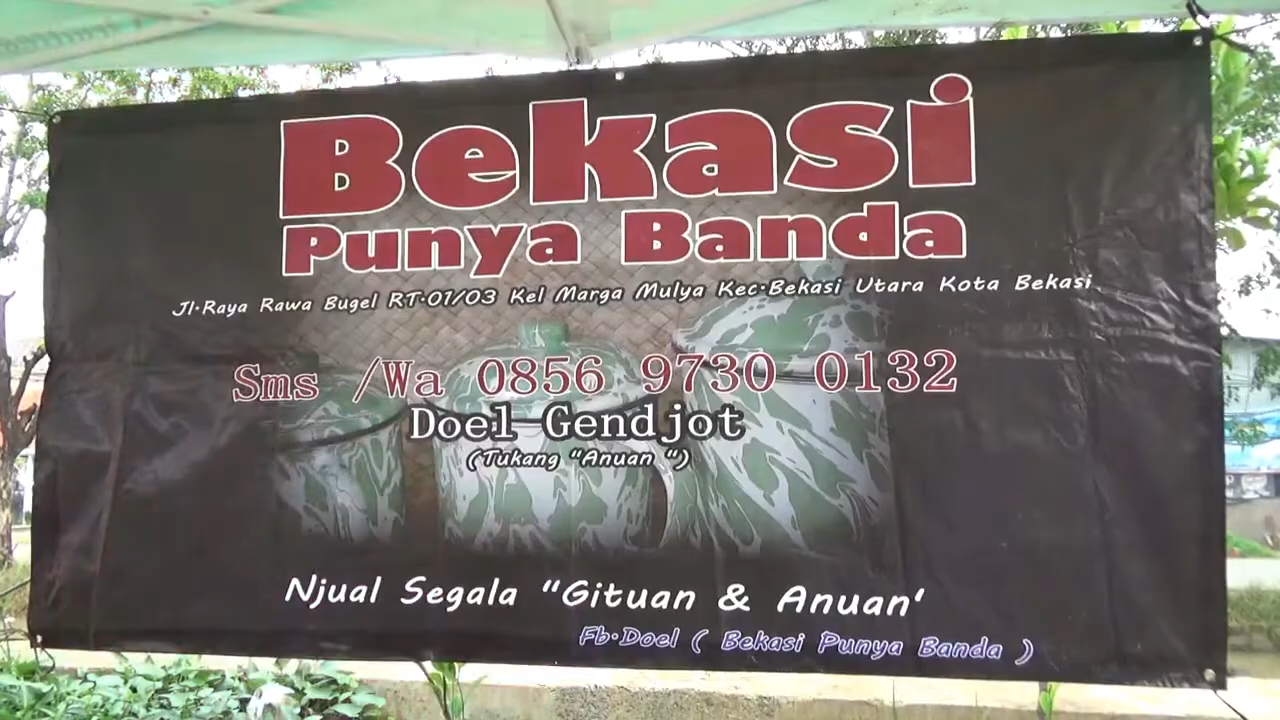 Bekasi
Punya Banda
Jl.Raya Rawa Bugel RT.01/03 Kel Marga Mulya Kec.Bekasi Utara Kota Bekasi
Sms /Wa 0856 9730 0132
Doel Gendjot
(Tukang "Anuan ")
Njual Segala "Gituan & Anuan'
Fb.Doel ( Bekasi Punya Banda )